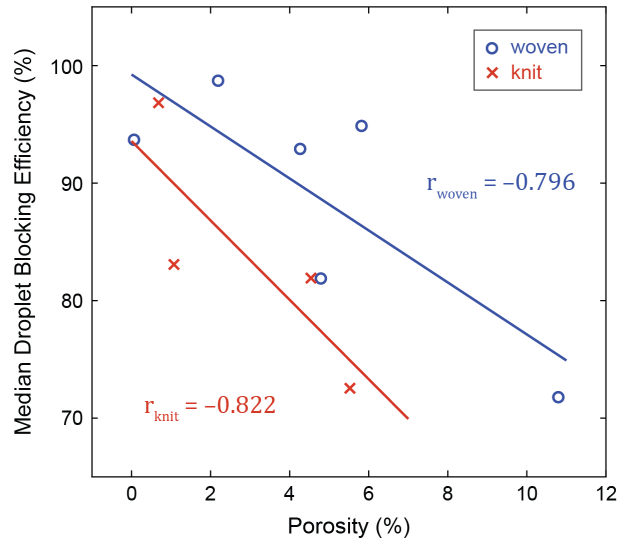 woven
knit
100
90
80
70
r_woven = –0.796
r_knit = –0.822
0
2
4
6
8
10
12
Porosity (%)
Median Droplet Blocking Efficiency (%)